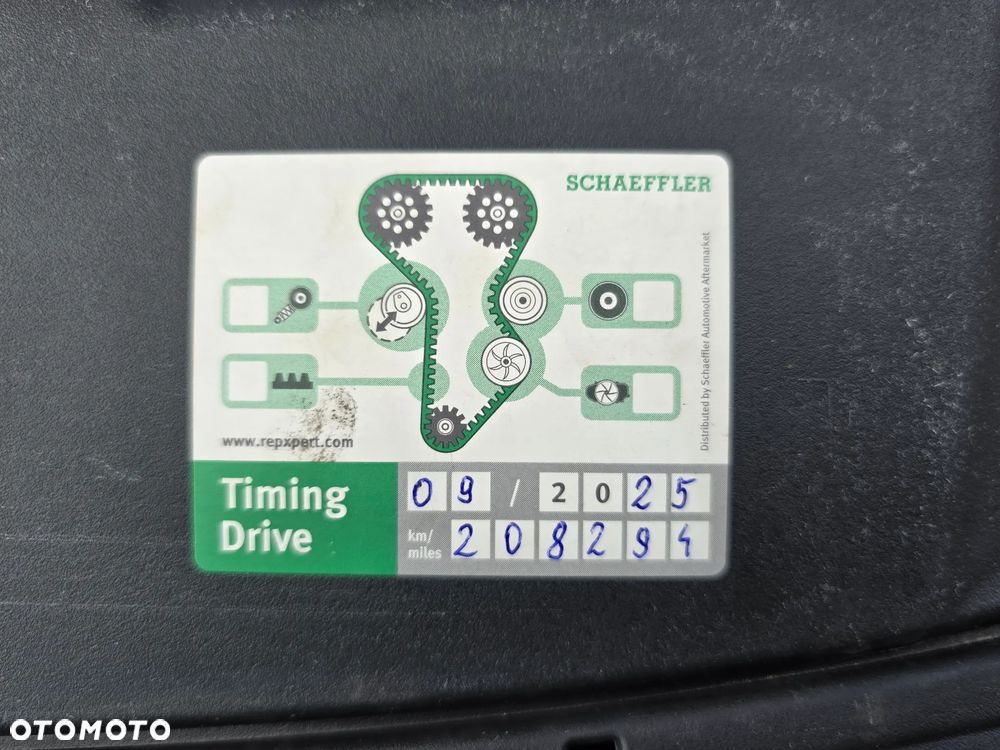 SCHAEFFLER
Distributed by Schaeffler Automotive Aftermarket
www.repxpert.com
Timing
Drive
09 / 2025
km/
miles
208294
OTOMOTO